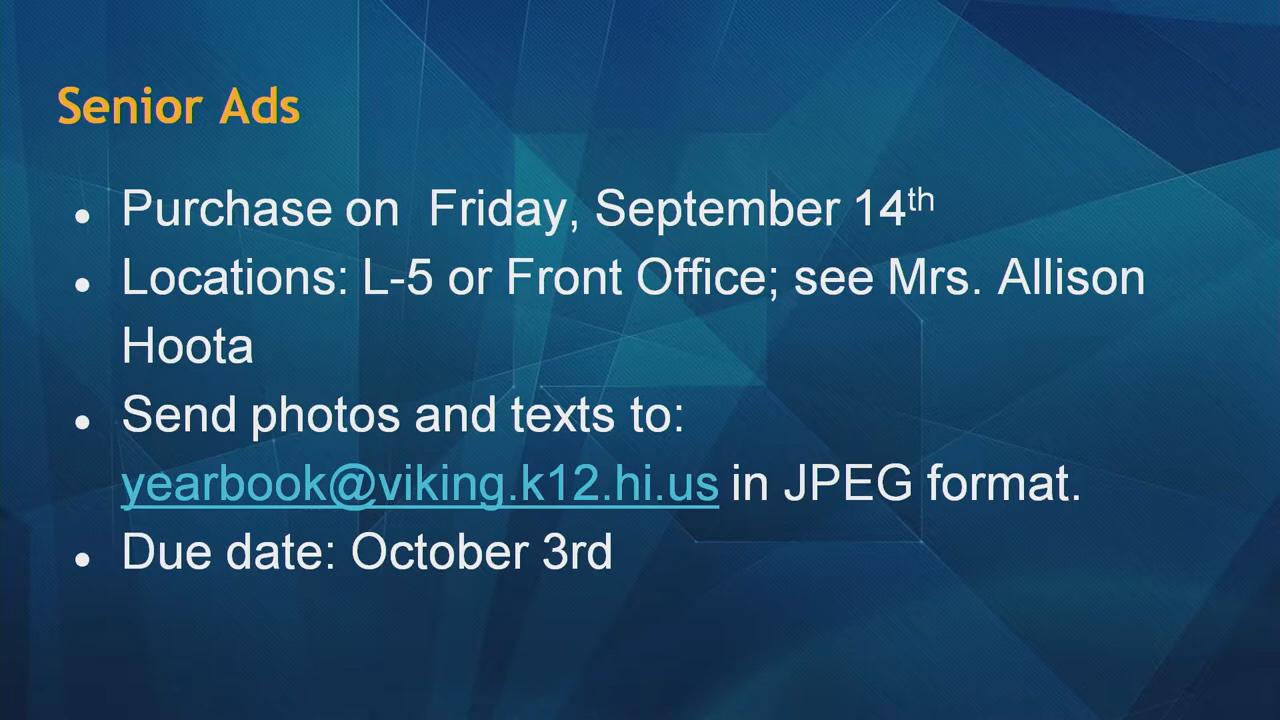 Senior Ads
• Purchase on  Friday, September 14th
• Locations: L-5 or Front Office; see Mrs. Allison
Hoota
• Send photos and texts to:
yearbook@viking.k12.hi.us in JPEG format.
• Due date: October 3rd